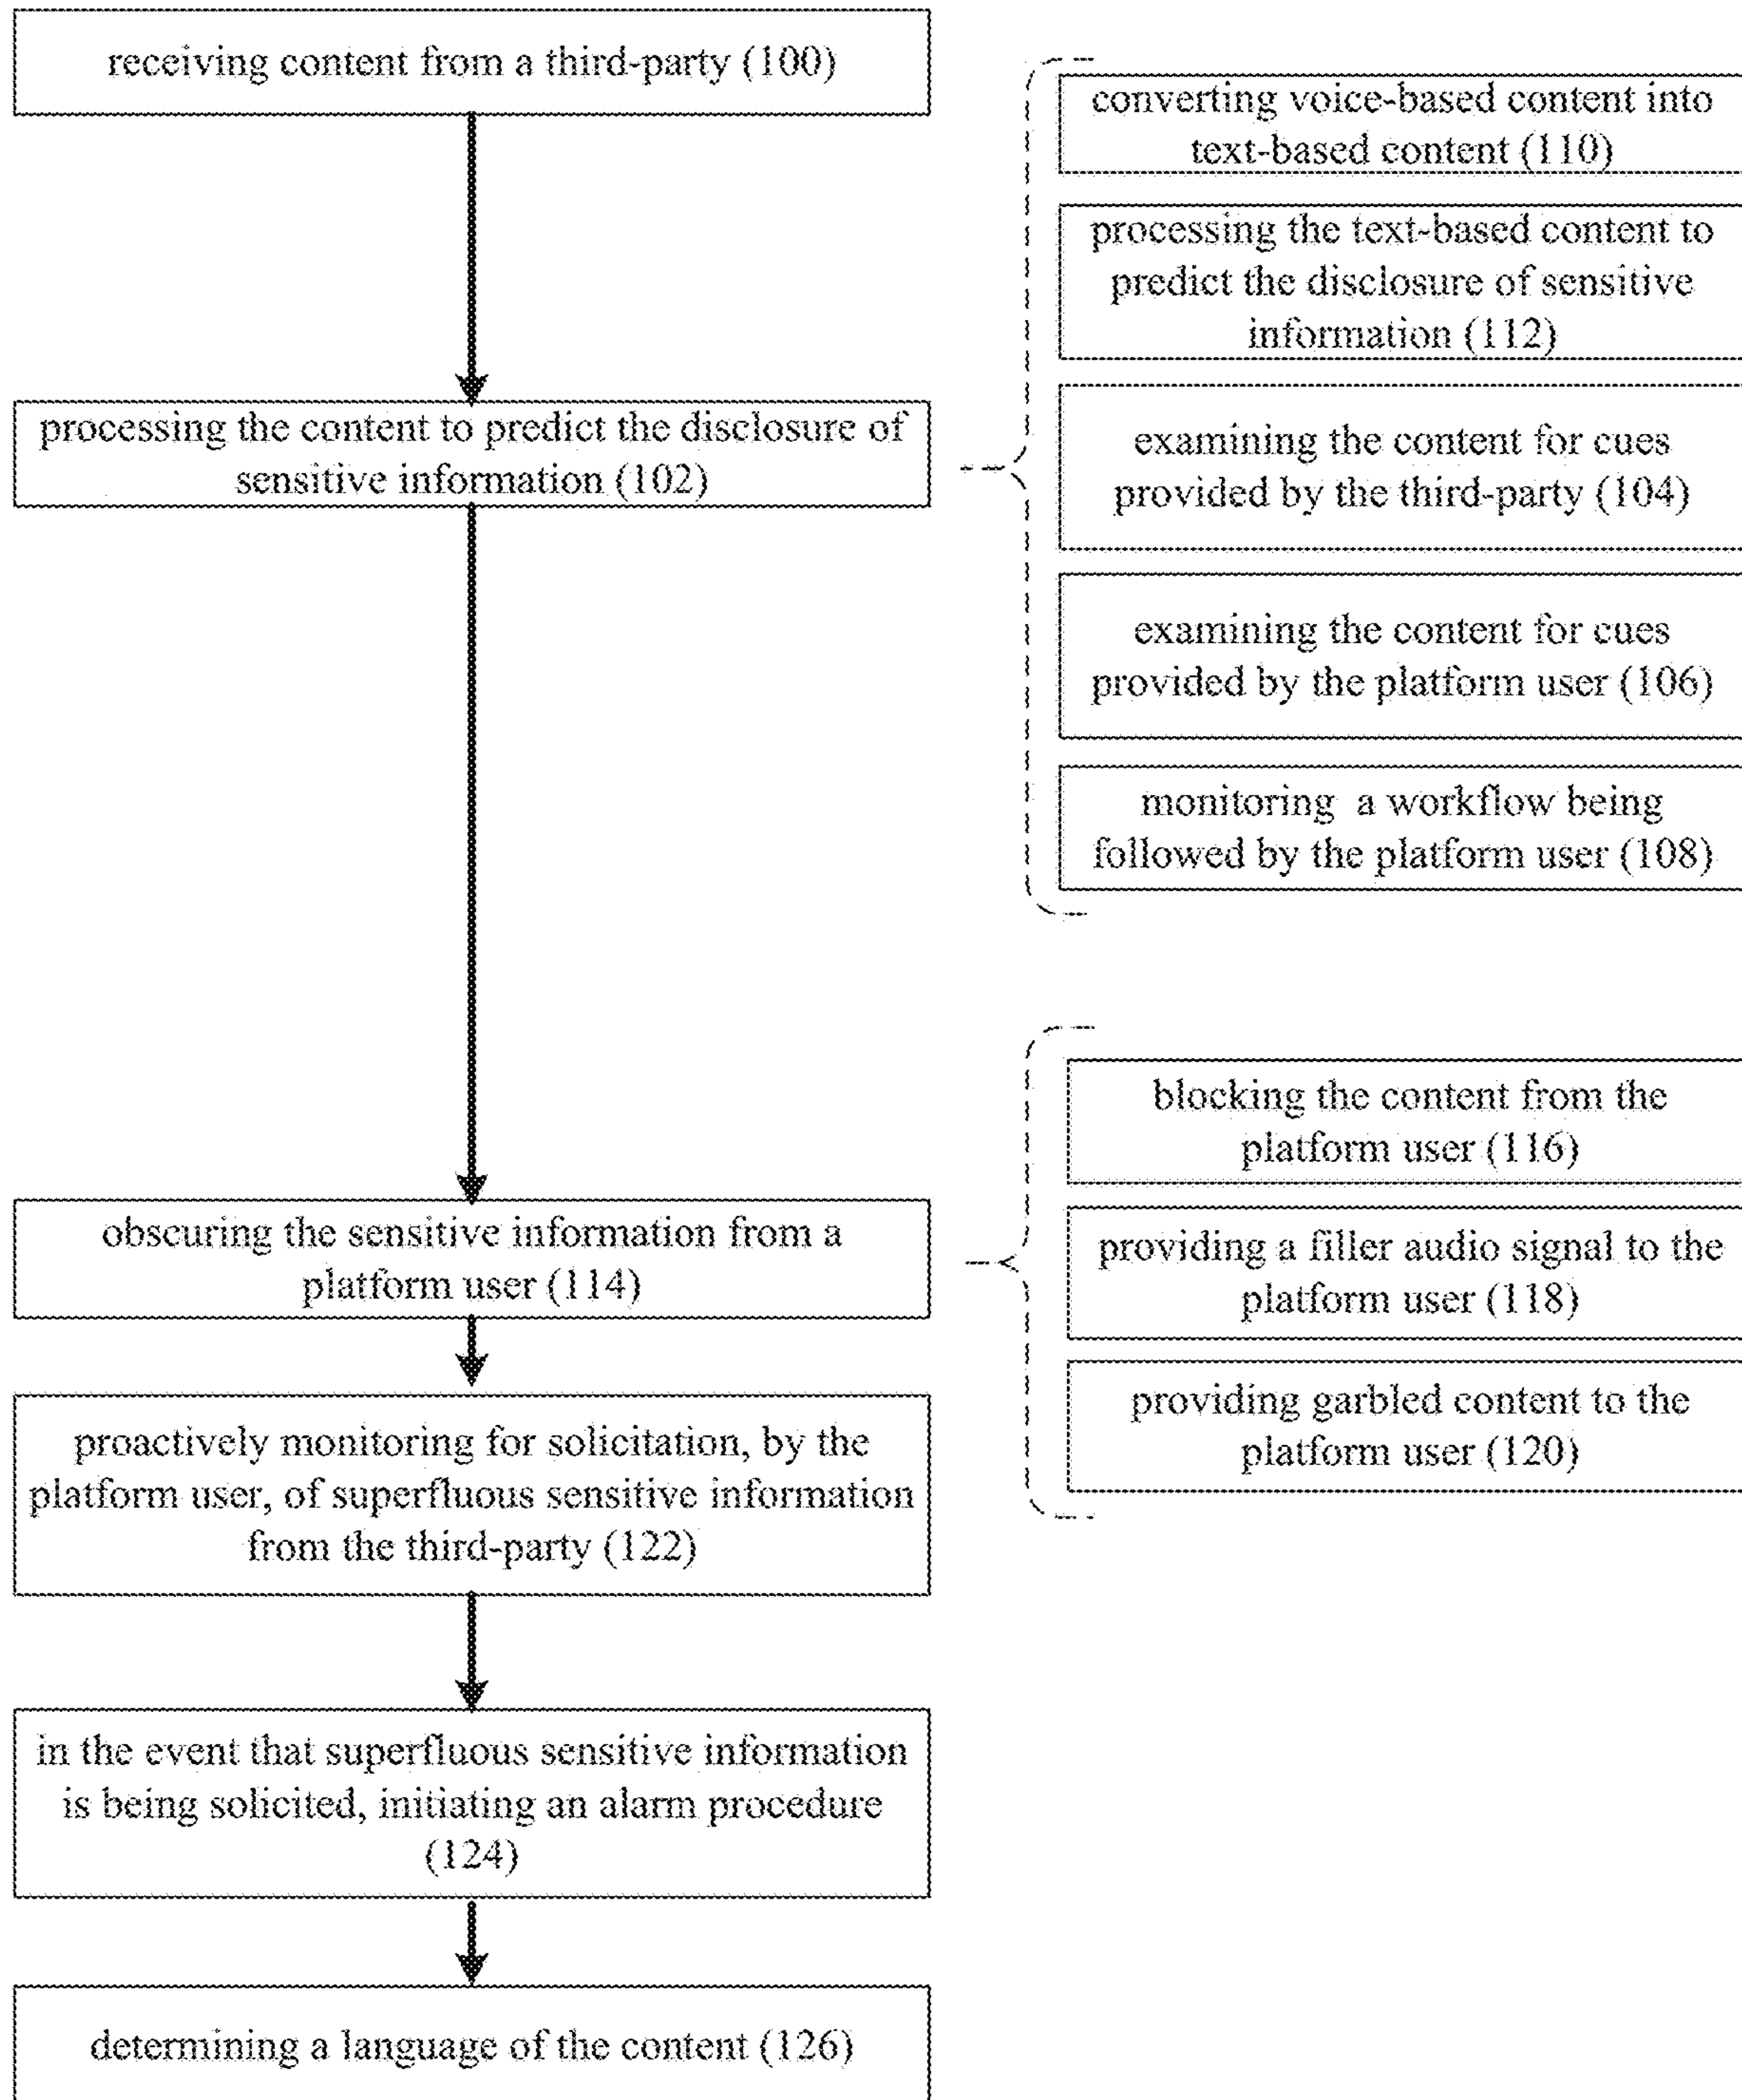 receiving content from a third-party (100)
converting voice-based content into
text-based content (110)
processing the text-based content to
predict the disclosure of sensitive
information (112)
processing the content to predict the disclosure of
sensitive information (102)
examining the content for cues
provided by the third-party (104)
examining the content for cues
provided by the platform user (106)
monitoring a workflow being
followed by the platform user (108)
obscuring the sensitive information from a
platform user (114)
blocking the content from the
platform user (116)
providing a filler audio signal to the
platform user (118)
providing garbled content to the
platform user (120)
proactively monitoring for solicitation, by the
platform user, of superfluous sensitive information
from the third-party (122)
in the event that superfluous sensitive information
is being solicited, initiating an alarm procedure
(124)
determining a language of the content (126)